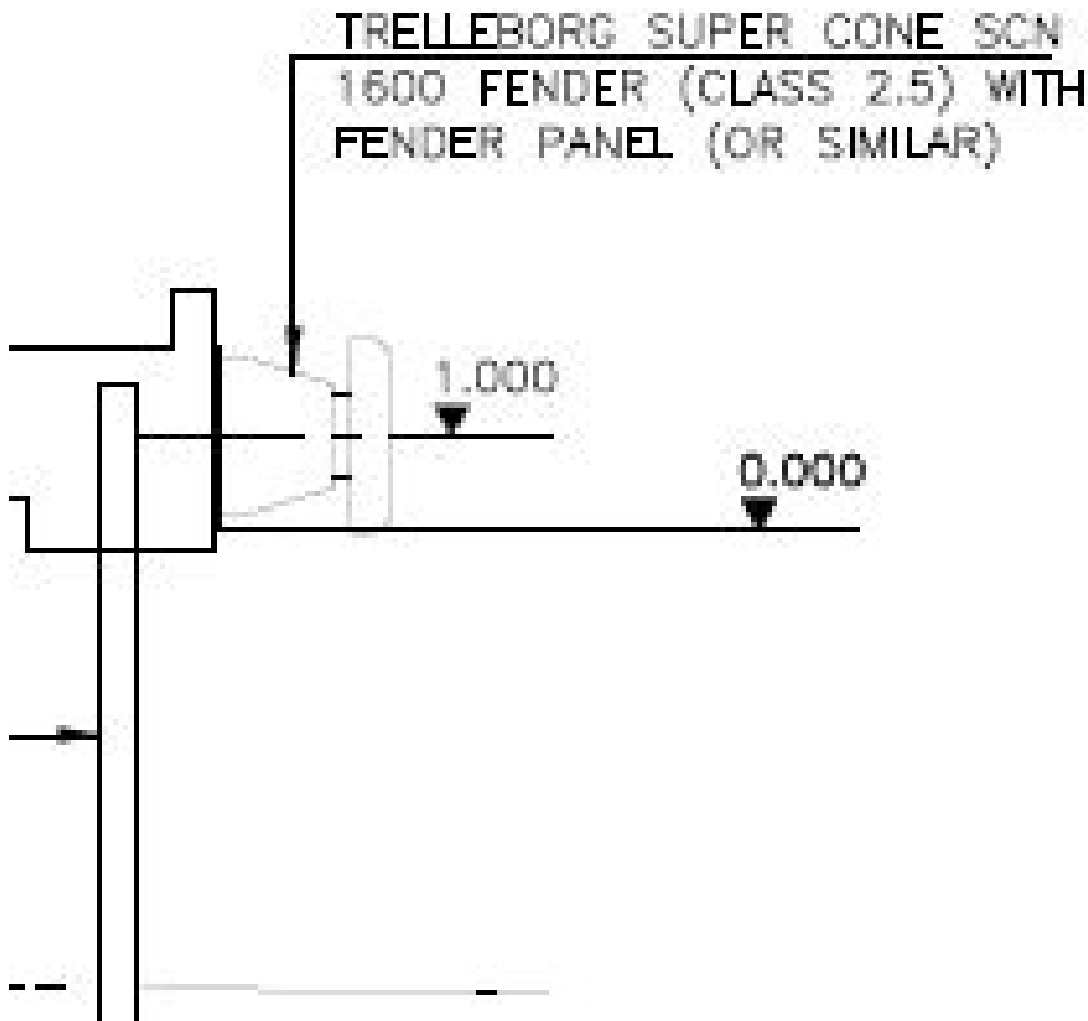 TRELLEBORG SUPER CONE SCN
1600 FENDER (CLASS 2.5) WITH
FENDER PANEL (OR SIMILAR)
1.000
0.000